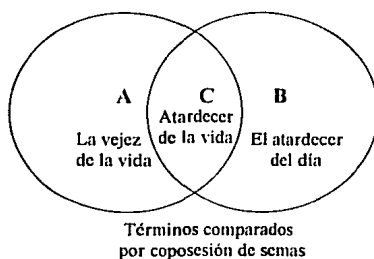 A
C
B
La vejez
de la vida
Atardecer
de la vida
El atardecer
del día
Términos comparados
por coposesión de semas